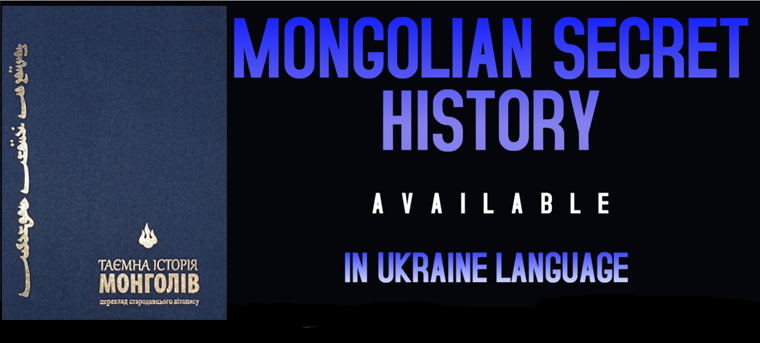 ТАЄМНА ІСТОРІЯ
МОНГОЛІВ
переклад стародавнього літопису
MONGOLIAN SECRET
HISTORY
AVAILABLE
IN UKRAINE LANGUAGE